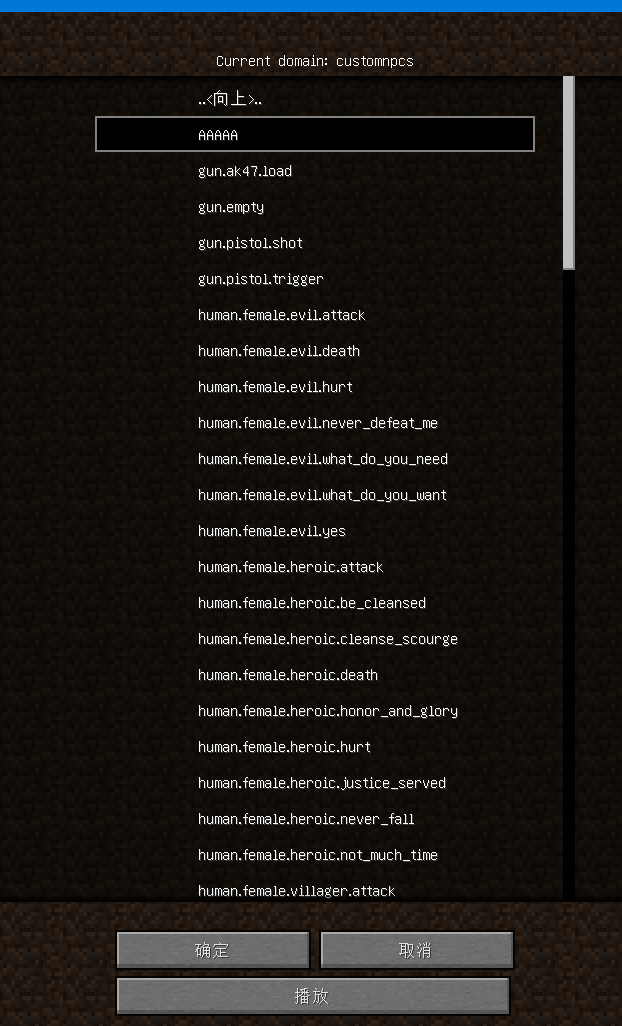 Current domain: customnpcs
..<向上>..
AAAAA
gun.ak47.load
gun.empty
gun.pistol.shot
gun.pistol.trigger
human.female.evil.attack
human.female.evil.death
human.female.evil.hurt
human.female.evil.never_defeat_me
human.female.evil.what_do_you_need
human.female.evil.what_do_you_want
human.female.evil.yes
human.female.heroic.attack
human.female.heroic.be_cleansed
human.female.heroic.cleanse_scourge
human.female.heroic.death
human.female.heroic.honor_and_glory
human.female.heroic.hurt
human.female.heroic.justice_served
human.female.heroic.never_fall
human.female.heroic.not_much_time
human.female.villager.attack
确定 取消
播放